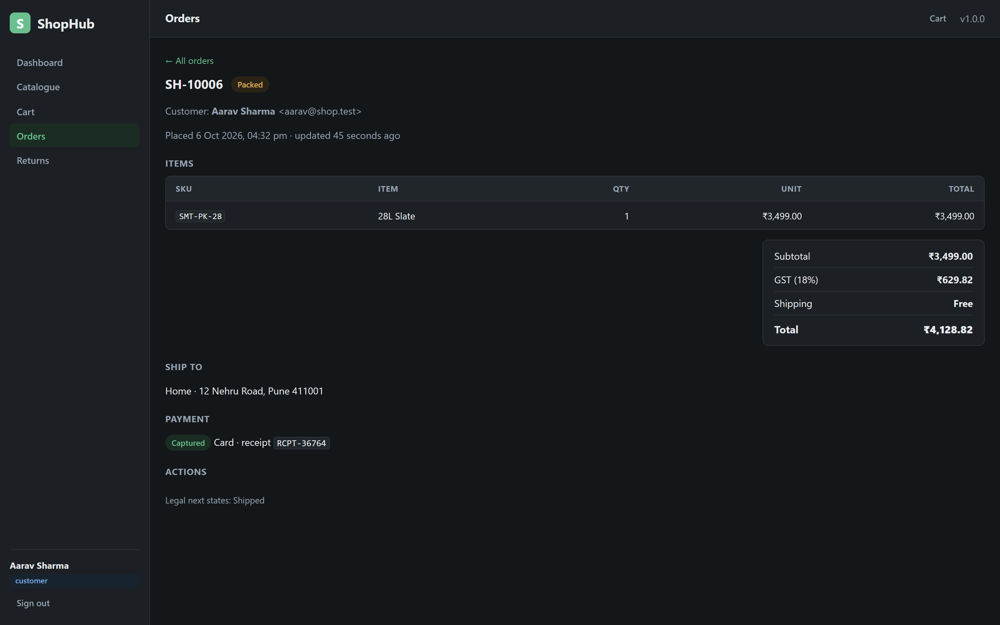 S ShopHub
Dashboard
Catalogue
Cart
Orders
Returns
Aarav Sharma
customer
Sign out
Orders
Cart v1.0.0
← All orders
SH-10006 Packed
Customer: Aarav Sharma <aarav@shop.test>
Placed 6 Oct 2026, 04:32 pm · updated 45 seconds ago
ITEMS
SKU ITEM QTY UNIT TOTAL
SMT-PK-28 28L Slate 1 ₹3,499.00 ₹3,499.00
Subtotal ₹3,499.00
GST (18%) ₹629.82
Shipping Free
Total ₹4,128.82
SHIP TO
Home · 12 Nehru Road, Pune 411001
PAYMENT
Captured Card · receipt RCPT-36764
ACTIONS
Legal next states: Shipped